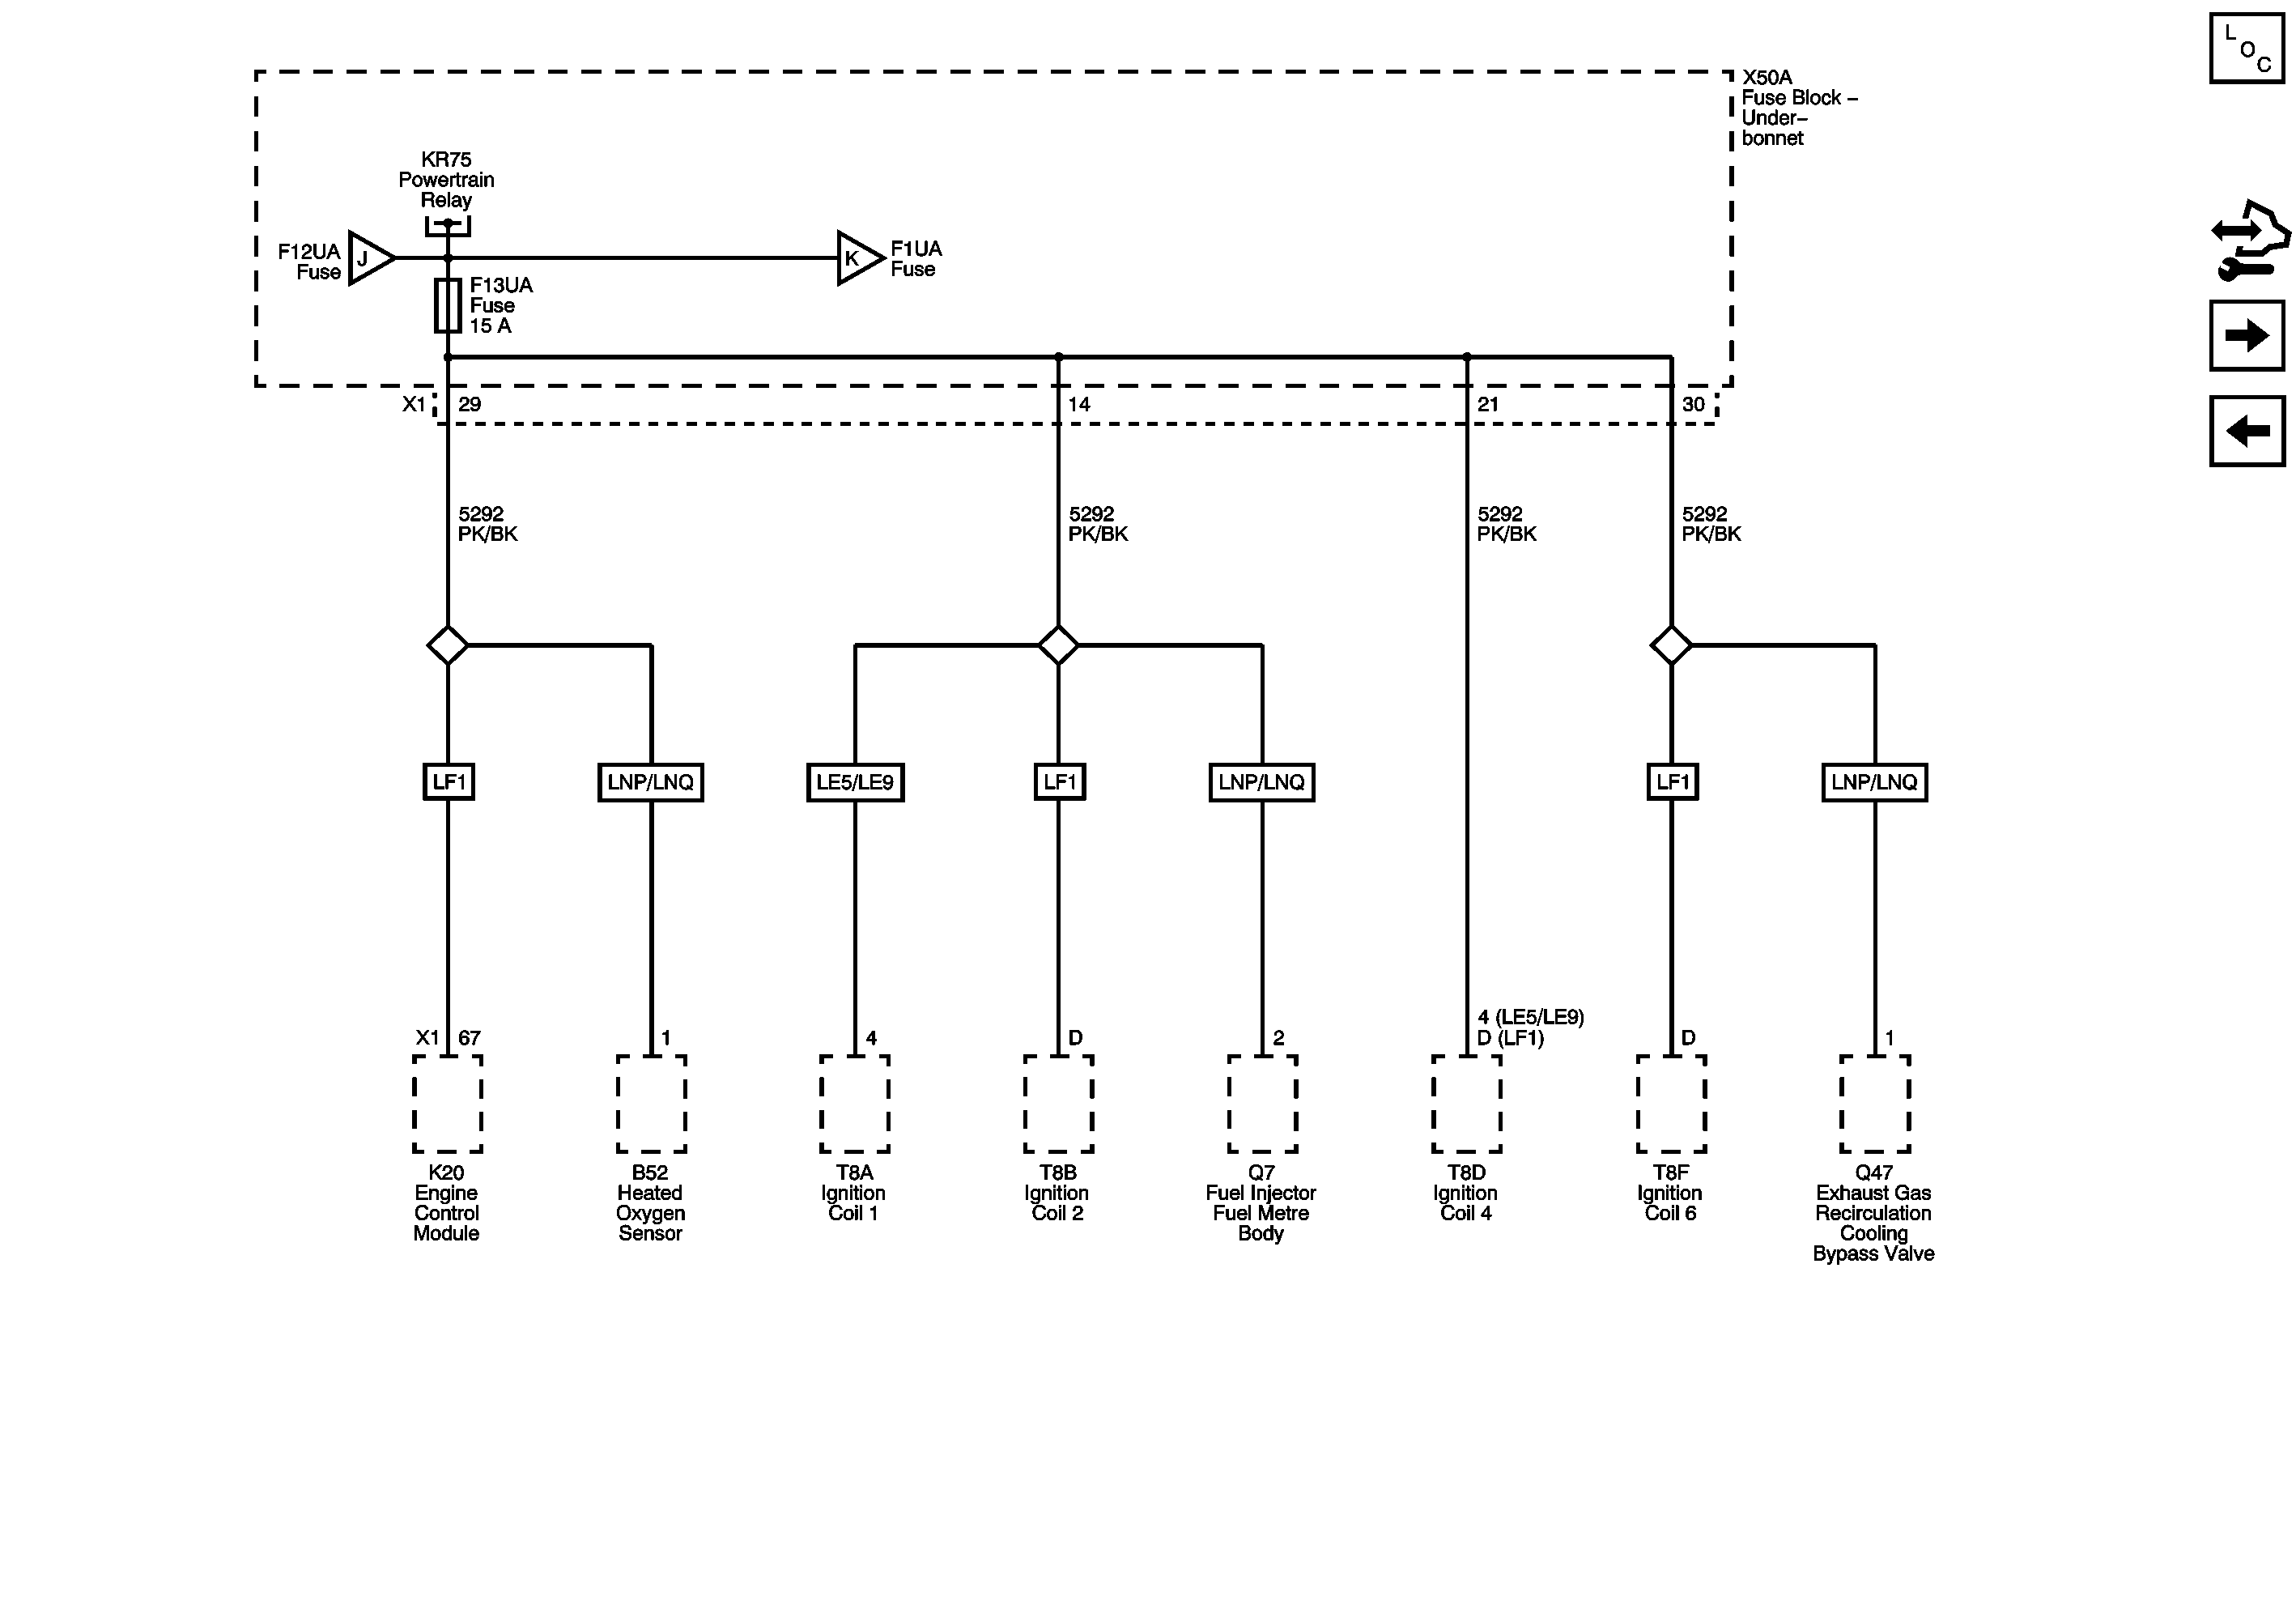 L
O
C
X50A
Fuse Block –
Under–
bonnet
KR75
Powertrain
Relay
F12UA
Fuse
J
K
F1UA
Fuse
F13UA
Fuse
15 A
X1
29
14
21
30
5292
PK/BK
5292
PK/BK
5292
PK/BK
5292
PK/BK
LF1
LNP/LNQ
LE5/LE9
LF1
LNP/LNQ
LF1
LNP/LNQ
X1
67
1
4
D
2
4 (LE5/LE9)
D (LF1)
D
1
K20
Engine
Control
Module
B52
Heated
Oxygen
Sensor
T8A
Ignition
Coil 1
T8B
Ignition
Coil 2
Q7
Fuel Injector
Fuel Metre
Body
T8D
Ignition
Coil 4
T8F
Ignition
Coil 6
Q47
Exhaust Gas
Recirculation
Cooling
Bypass Valve